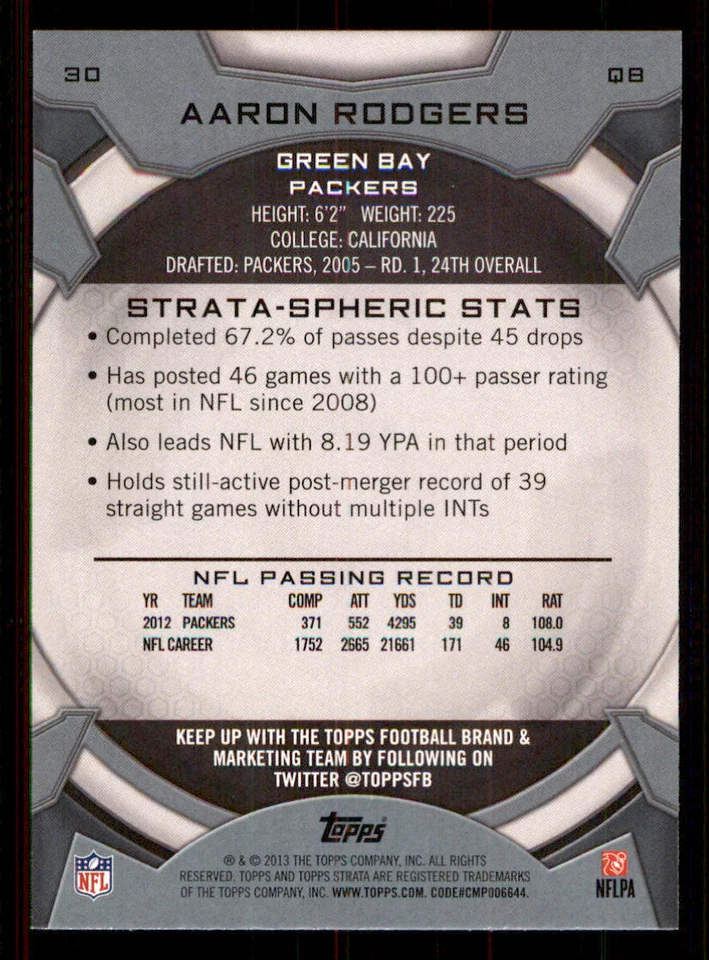 30 QB
AARON RODGERS
GREEN BAY
PACKERS
HEIGHT: 6'2" WEIGHT: 225
COLLEGE: CALIFORNIA
DRAFTED: PACKERS, 2005 – RD. 1, 24TH OVERALL
STRATA-SPHERIC STATS
• Completed 67.2% of passes despite 45 drops
• Has posted 46 games with a 100+ passer rating
(most in NFL since 2008)
• Also leads NFL with 8.19 YPA in that period
• Holds still-active post-merger record of 39
straight games without multiple INTs
NFL PASSING RECORD
YR TEAM COMP ATT YDS TD INT RAT
2012 PACKERS 371 552 4295 39 8 108.0
NFL CAREER 1752 2665 21661 171 46 104.9
KEEP UP WITH THE TOPPS FOOTBALL BRAND &
MARKETING TEAM BY FOLLOWING ON
TWITTER @TOPPSFB
Topps
® & © 2013 THE TOPPS COMPANY, INC. ALL RIGHTS
RESERVED. TOPPS AND TOPPS STRATA ARE REGISTERED TRADEMARKS
OF THE TOPPS COMPANY, INC. WWW.TOPPS.COM. CODE#CMP006644.
NFL
NFLPA